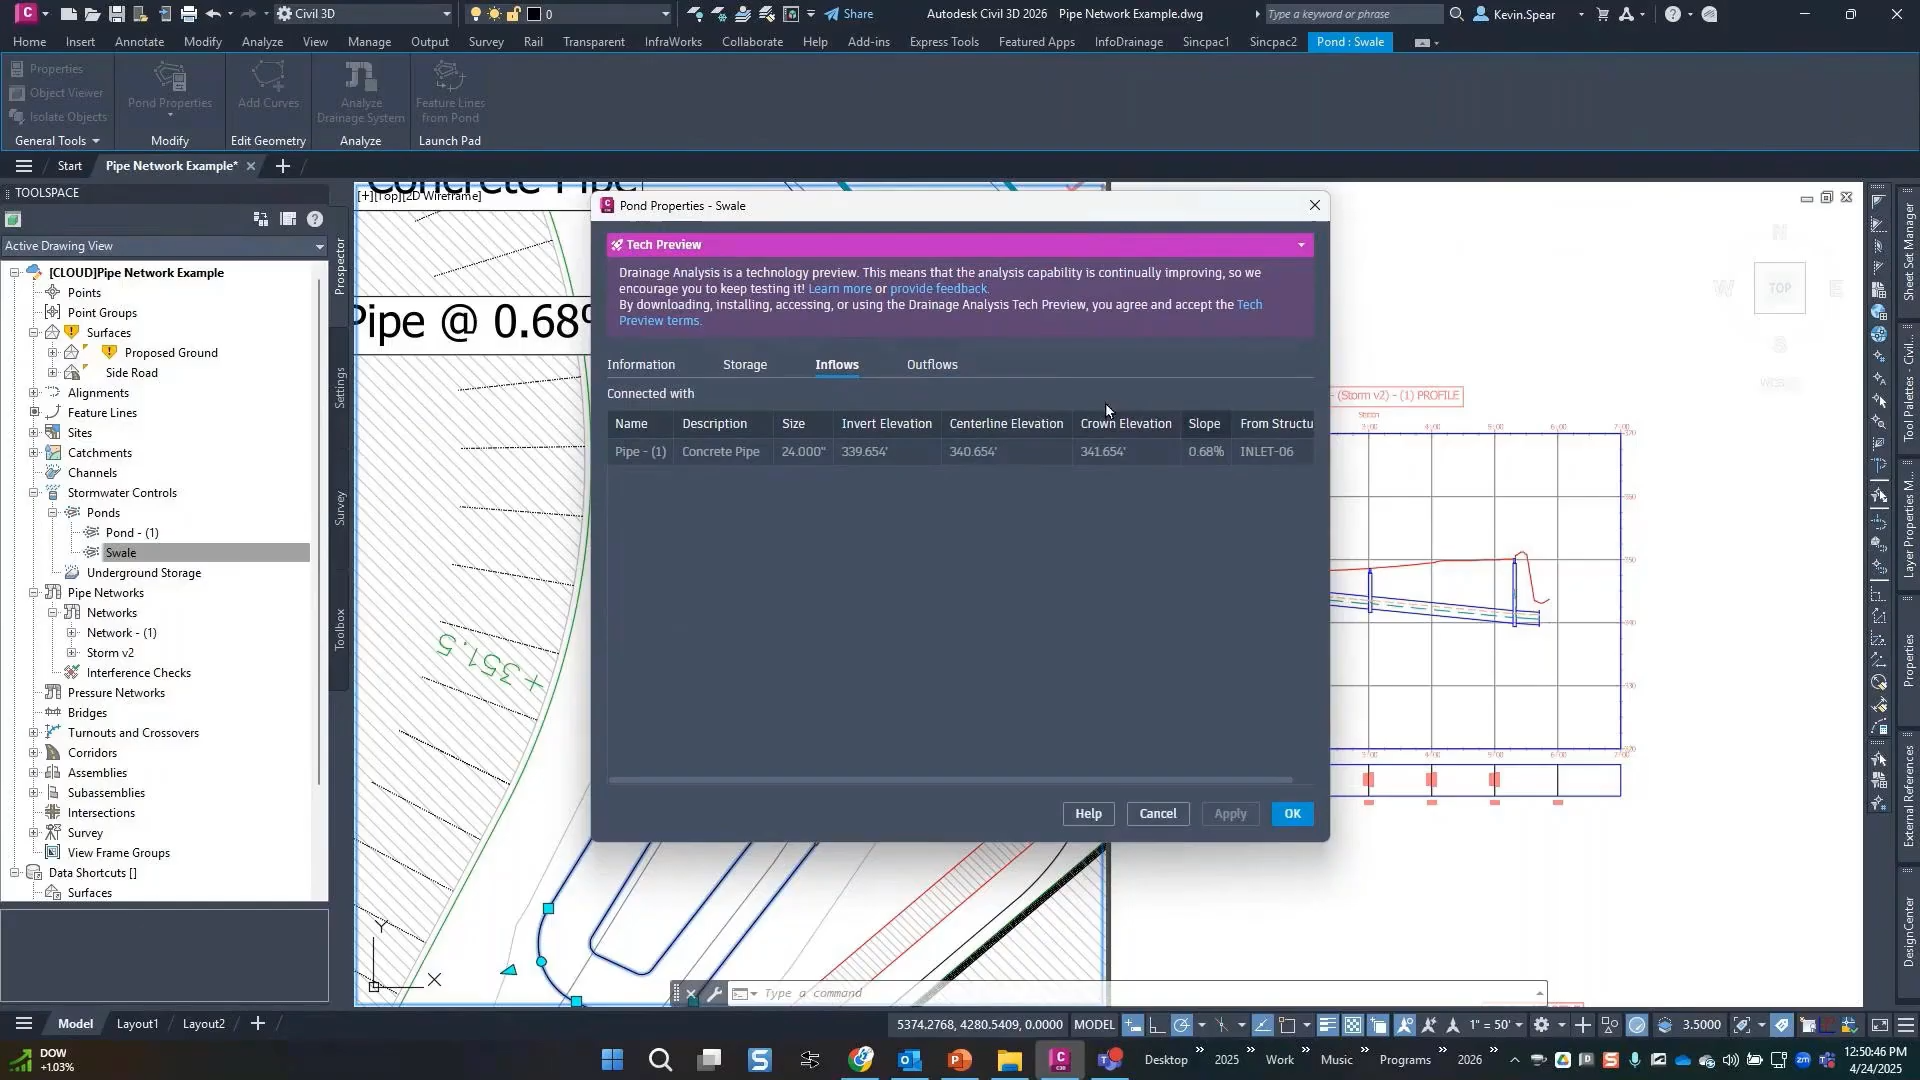 Civil 3D
0
Share
Autodesk Civil 3D 2026 Pipe Network Example.dwg
Type a keyword or phrase
Kevin.Spear
Home Insert Annotate Modify Analyze View Manage Output Survey Rail Transparent InfraWorks Collaborate Help Add-ins Express Tools Featured Apps InfoDrainage Sincpac1 Sincpac2 Pond : Swale
Properties
Object Viewer
Isolate Objects
Pond Properties
Add Curves
Analyze
Drainage System
Feature Lines
from Pond
General Tools Modify Edit Geometry Analyze Launch Pad
Start Pipe Network Example*
TOOLSPACE
Active Drawing View
[CLOUD]Pipe Network Example
Points
Point Groups
Surfaces
Proposed Ground
Side Road
Alignments
Feature Lines
Sites
Catchments
Channels
Stormwater Controls
Ponds
Pond - (1)
Swale
Underground Storage
Pipe Networks
Networks
Network - (1)
Storm v2
Interference Checks
Pressure Networks
Bridges
Turnouts and Crossovers
Corridors
Assemblies
Subassemblies
Intersections
Survey
View Frame Groups
Data Shortcuts []
Surfaces
Prospector
Settings
Survey
Toolbox
[+][Top][2D Wireframe]
Concrete Pipe
Pipe @ 0.68%
+351.5
Y
X
Pond Properties - Swale
Tech Preview
Drainage Analysis is a technology preview. This means that the analysis capability is continually improving, so we
encourage you to keep testing it! Learn more or provide feedback.
By downloading, installing, accessing, or using the Drainage Analysis Tech Preview, you agree and accept the Tech
Preview terms.
Information Storage Inflows Outflows
Connected with
Name Description Size Invert Elevation Centerline Elevation Crown Elevation Slope From Structu
Pipe - (1) Concrete Pipe 24.000" 339.654' 340.654' 341.654' 0.68% INLET-06
Help Cancel Apply OK
- (Storm v2) - (1) PROFILE
N
W TOP E
S
Sheet Set Manager
Tool Palettes - Civil...
Layer Properties M...
Properties
External References
DesignCenter
Type a command
Model Layout1 Layout2
5374.2768, 4280.5409, 0.0000 MODEL
1" = 50'
3.5000
DOW
+1.03%
Desktop 2025 Work Music Programs 2026
12:50:46 PM
4/24/2025